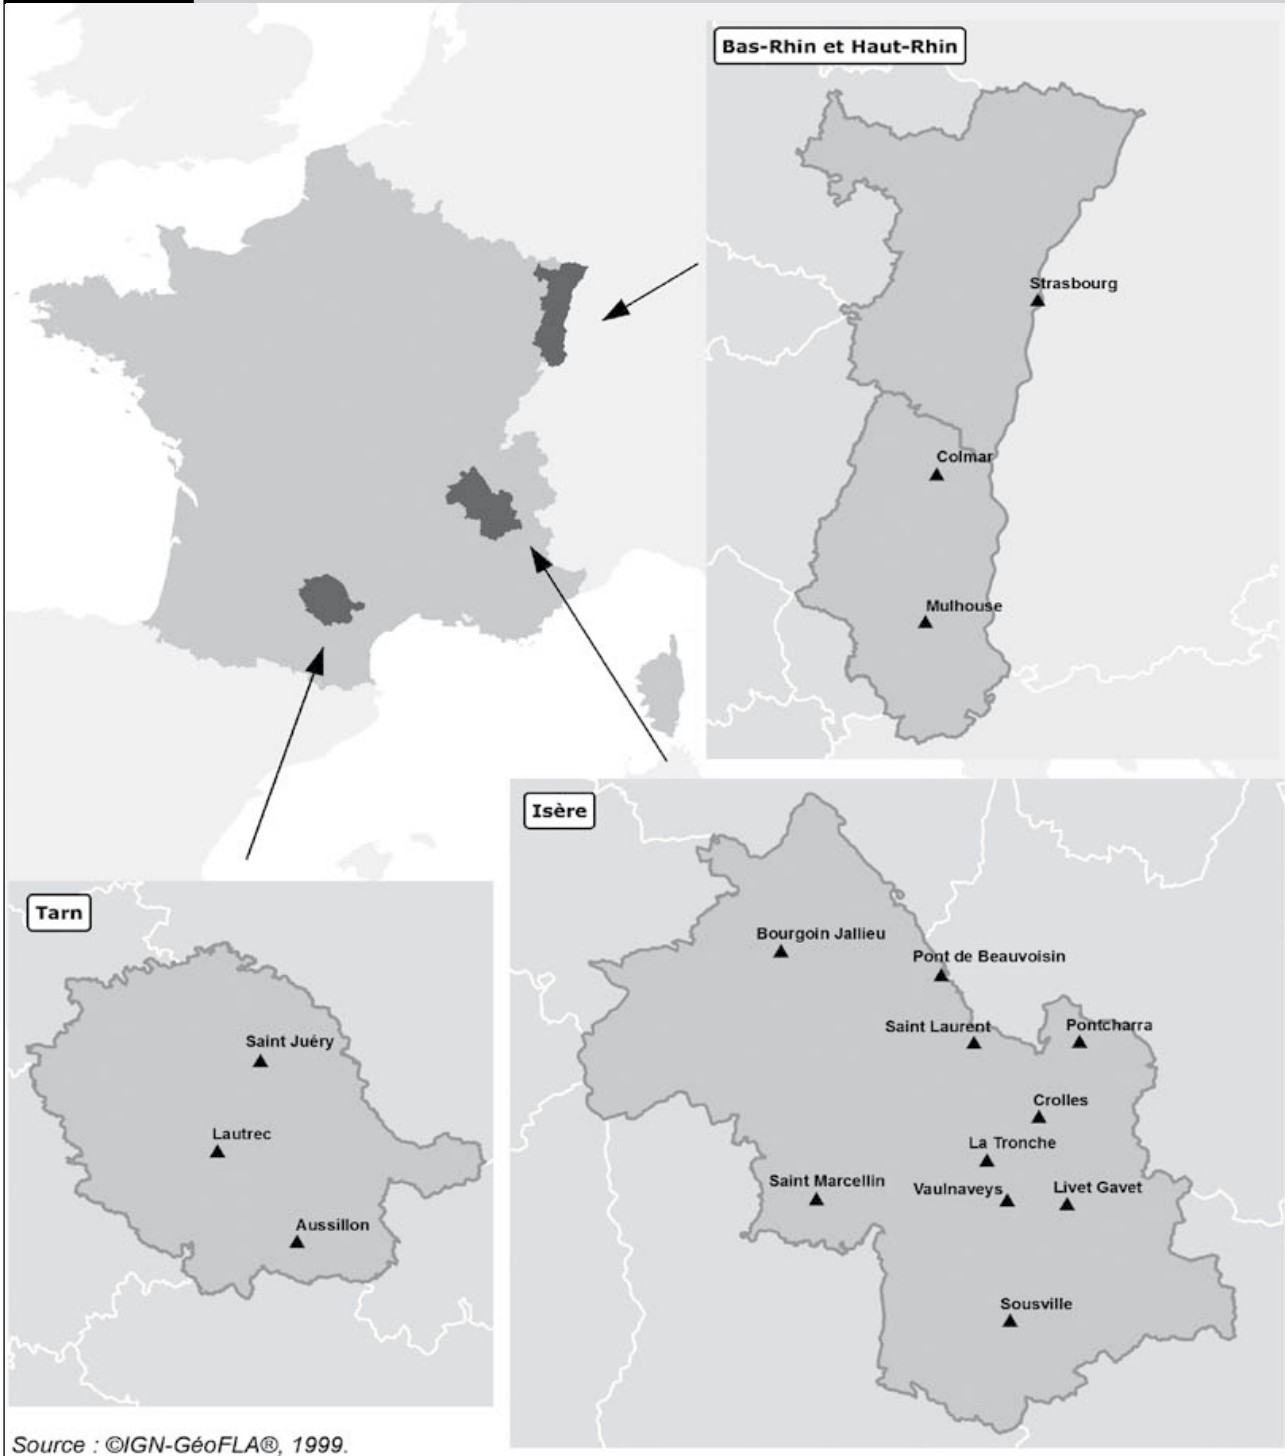 Bas-Rhin et Haut-Rhin
Strasbourg
Colmar
Mulhouse
Isère
Bourgoin Jallieu
Pont de Beauvoisin
Saint Laurent
Pontcharra
Crolles
La Tronche
Saint Marcellin
Vaulnaveys
Livet Gavet
Sousville
Tarn
Saint Juéry
Lautrec
Aussillon
Source : ©IGN-GéoFLA®, 1999.